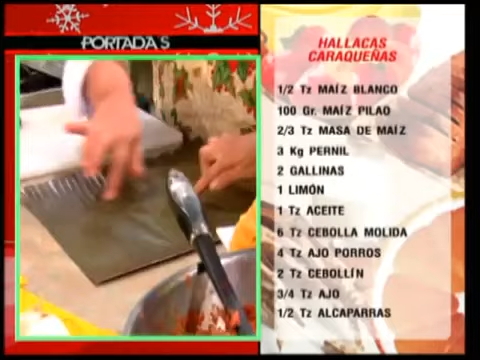 PORTADAS
HALLACAS
CARAQUEÑAS
1/2 Tz MAÍZ BLANCO
100 Gr. MAÍZ PILAO
2/3 Tz MASA DE MAÍZ
3 Kg PERNIL
2 GALLINAS
1 LIMÓN
1 Tz ACEITE
6 Tz CEBOLLA MOLIDA
4 Tz AJO PORROS
2 Tz CEBOLLÍN
3/4 Tz AJO
1/2 Tz ALCAPARRAS